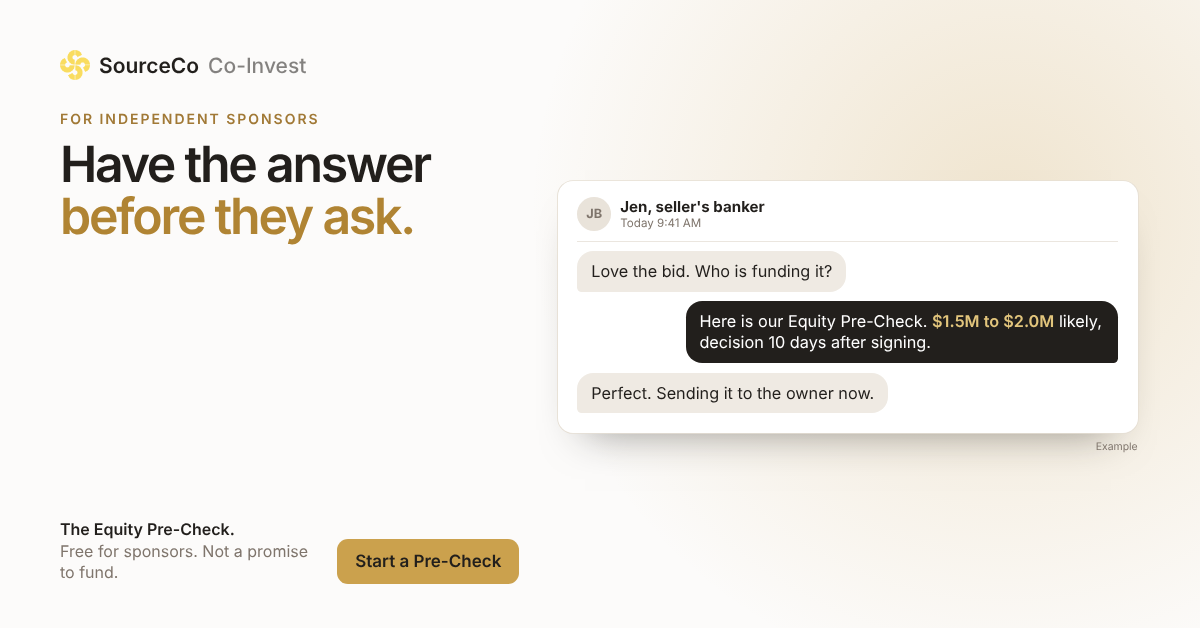 SourceCo Co-Invest
FOR INDEPENDENT SPONSORS
Have the answer
before they ask.
JB
Jen, seller's banker
Today 9:41 AM
Love the bid. Who is funding it?
Here is our Equity Pre-Check. $1.5M to $2.0M likely,
decision 10 days after signing.
Perfect. Sending it to the owner now.
Example
The Equity Pre-Check.
Free for sponsors. Not a promise
to fund.
Start a Pre-Check